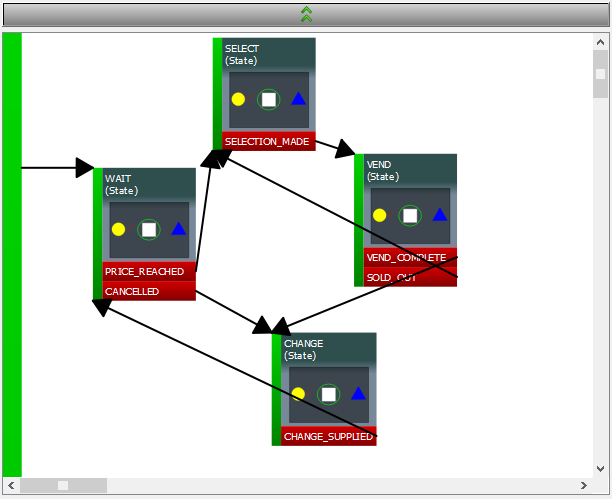 SELECT
(State)
SELECTION_MADE
VEND
(State)
VEND_COMPLETE
SOLD_OUT
WAIT
(State)
PRICE_REACHED
CANCELLED
CHANGE
(State)
CHANGE_SUPPLIED